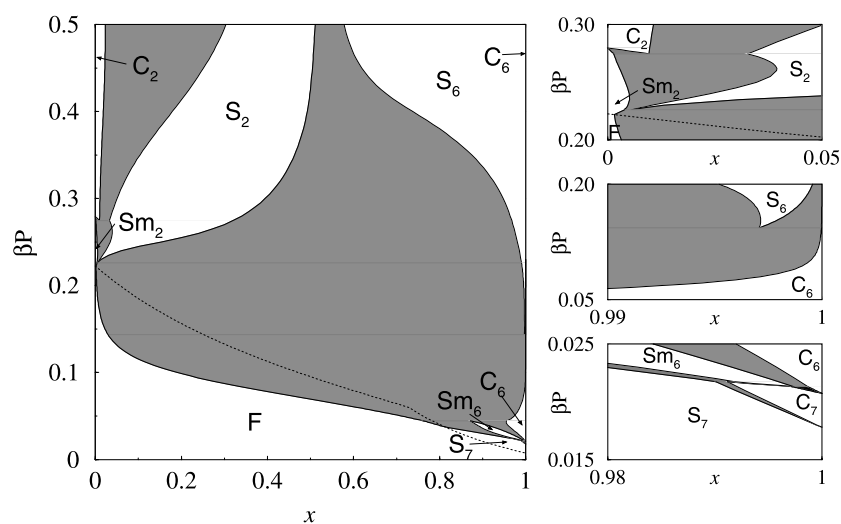 0.5
0.4
0.3
0.2
0.1
0
βP
0 0.2 0.4 0.6 0.8 1
x
C2
S2
S6
C6
Sm2
F
Sm6
C6
S7
0.30
0.20
βP
0 x 0.05
C2
Sm2
S2
F
0.20
0.05
βP
0.99 x 1
S6
C6
0.025
0.015
βP
0.98 x 1
Sm6
C6
C7
S7